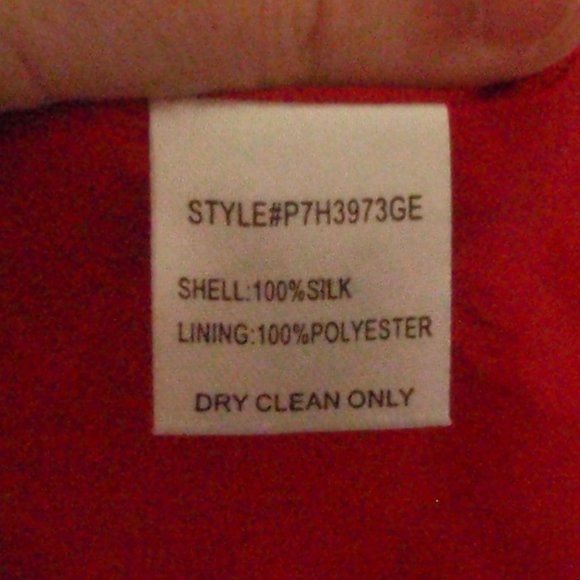 STYLE#P7H3973GE
SHELL:100%SILK
LINING:100%POLYESTER
DRY CLEAN ONLY